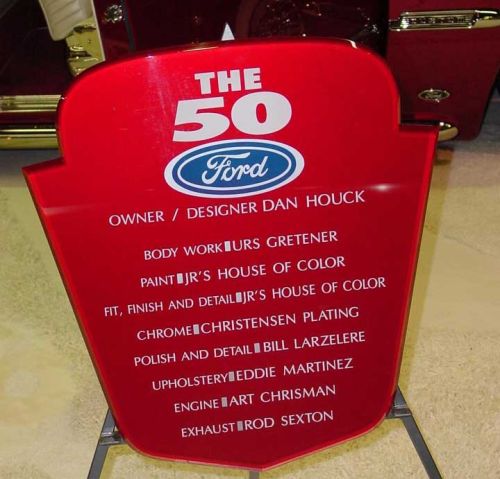 THE
50
Ford
OWNER / DESIGNER DAN HOUCK
BODY WORK▮URS GRETENER
PAINT▮JR'S HOUSE OF COLOR
FIT, FINISH AND DETAIL▮JR'S HOUSE OF COLOR
CHROME▮CHRISTENSEN PLATING
POLISH AND DETAIL▮BILL LARZELERE
UPHOLSTERY▮EDDIE MARTINEZ
ENGINE▮ART CHRISMAN
EXHAUST▮ROD SEXTON